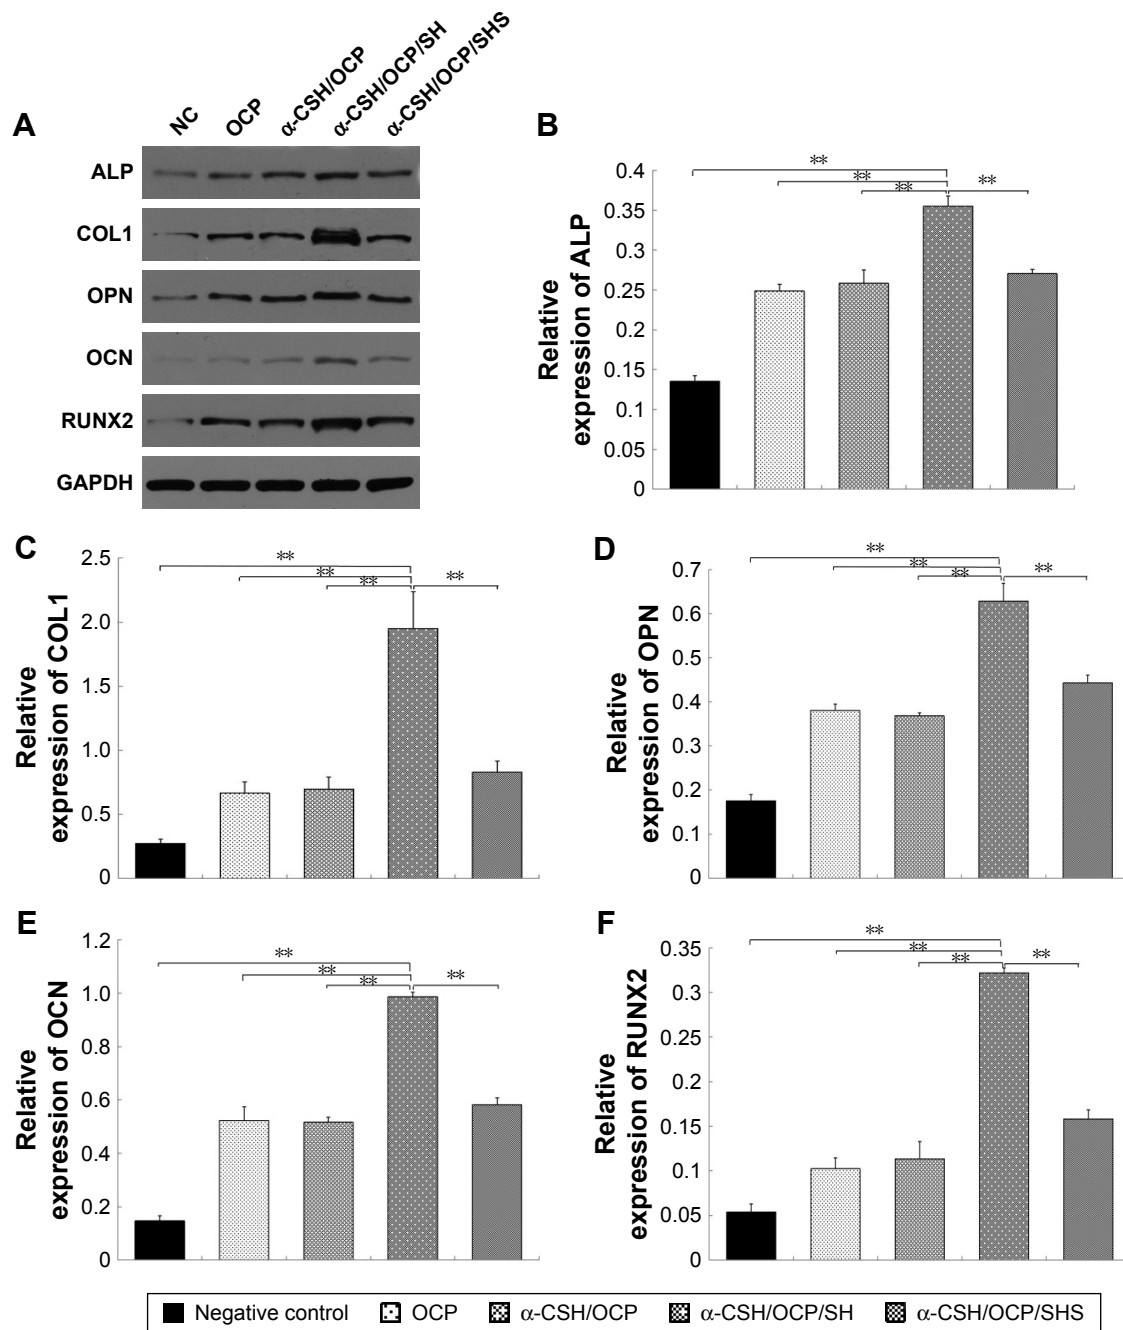 A
NC
OCP
α-CSH/OCP
α-CSH/OCP/SH
α-CSH/OCP/SHS
ALP
COL1
OPN
OCN
RUNX2
GAPDH
B
Relative
expression of ALP
0.4
0.35
0.3
0.25
0.2
0.15
0.1
0.05
0
**
**
**
**
C
Relative
expression of COL1
2.5
2.0
1.5
1.0
0.5
0
**
**
**
**
D
Relative
expression of OPN
0.7
0.6
0.5
0.4
0.3
0.2
0.1
0
**
**
**
**
E
Relative
expression of OCN
1.2
1.0
0.8
0.6
0.4
0.2
0
**
**
**
**
F
Relative
expression of RUNX2
0.35
0.3
0.25
0.2
0.15
0.1
0.05
0
**
**
**
**
Negative control
OCP
α-CSH/OCP
α-CSH/OCP/SH
α-CSH/OCP/SHS